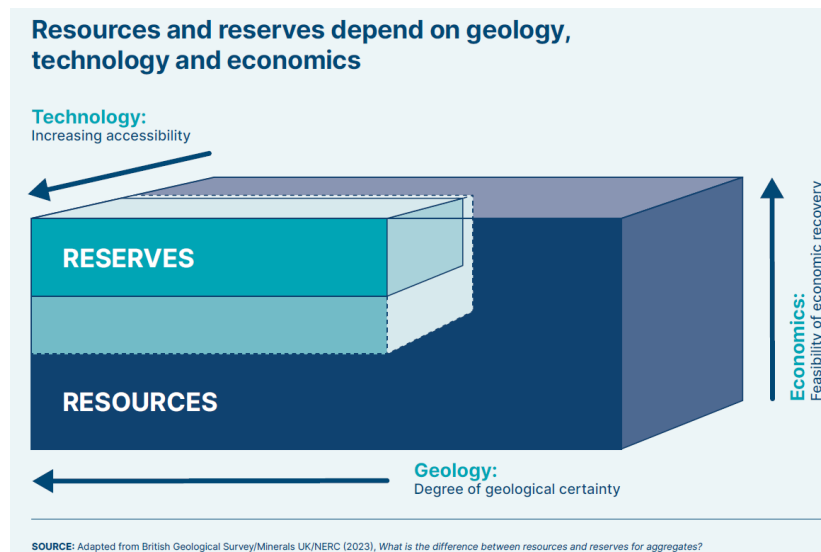 Resources and reserves depend on geology,
technology and economics
Technology:
Increasing accessibility
RESERVES
RESOURCES
Economics:
Feasibility of economic recovery
Geology:
Degree of geological certainty
SOURCE: Adapted from British Geological Survey/Minerals UK/NERC (2023), What is the difference between resources and reserves for aggregates?